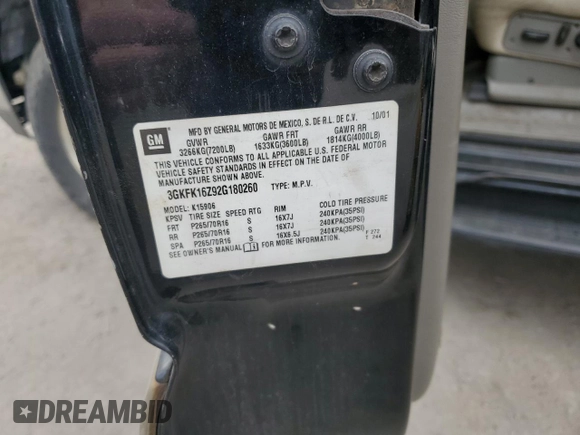 GM
MFD BY GENERAL MOTORS DE MEXICO, S. DE R.L. DE C.V. 10/01
GVWR GAWR FRT GAWR RR
3266KG(7200LB) 1633KG(3600LB) 1814KG(4000LB)
THIS VEHICLE CONFORMS TO ALL APPLICABLE U.S. FEDERAL MOTOR
VEHICLE SAFETY STANDARDS IN EFFECT ON THE DATE OF
MANUFACTURE SHOWN ABOVE.
3GKFK16Z92G180260 TYPE: M.P.V.
MODEL: K15906
KPSV TIRE SIZE SPEED RTG RIM COLD TIRE PRESSURE
FRT P265/70R16 S 16X7J 240KPA(35PSI)
RR P265/70R16 S 16X7J 240KPA(35PSI)
SPA P265/70R16 S 16X6.5J 240KPA(35PSI)
SEE OWNER'S MANUAL FOR MORE INFORMATION.
F 272
T 244
DREAMBID